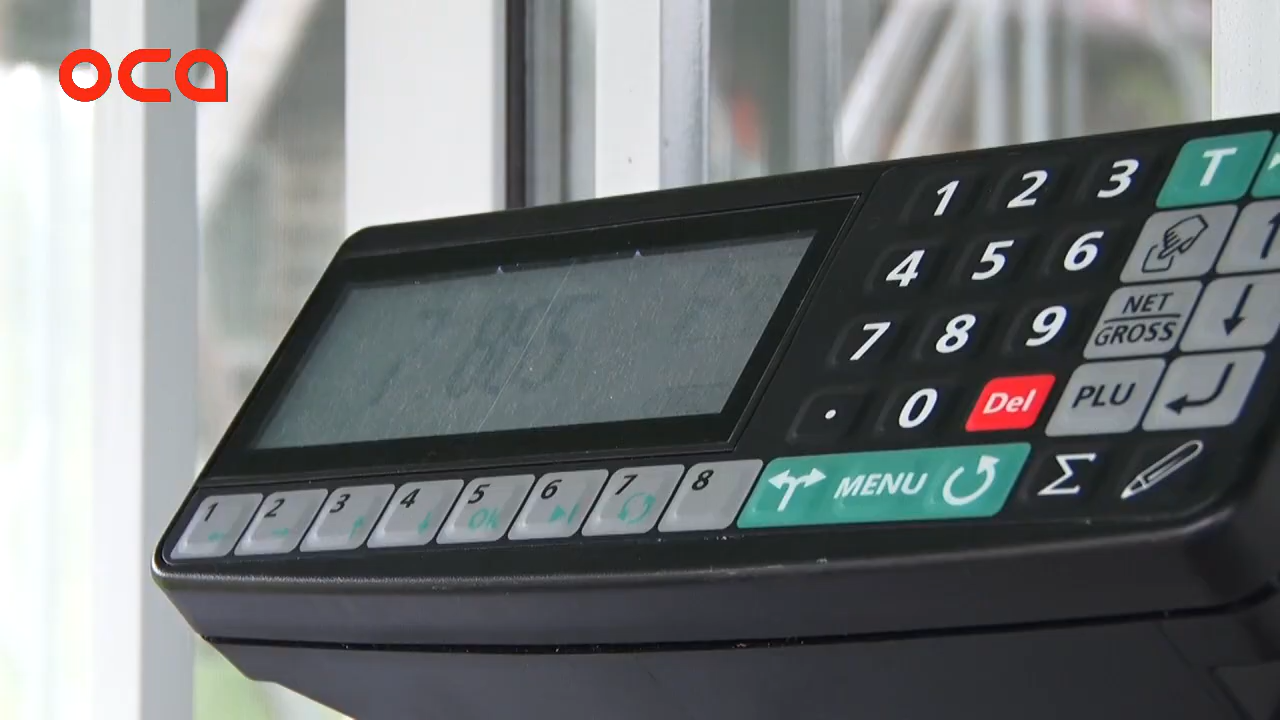 оса
1 2 3 T
4 5 6
7 8 9 NET
GROSS
. 0 Del PLU
1 2 3 4 5 OK 6 7 8 MENU Σ